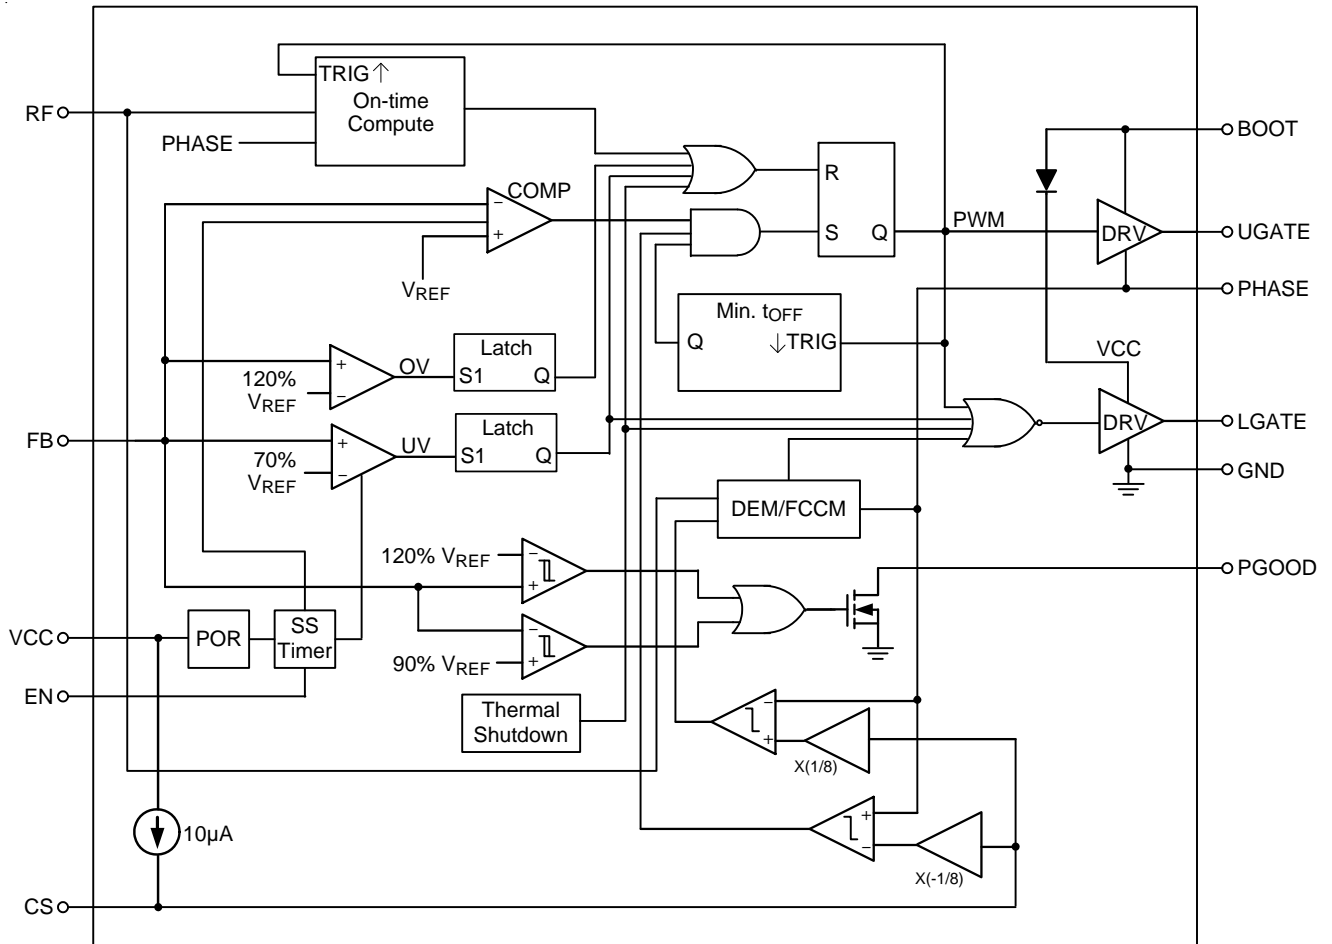 TRIG ↑
On-time
Compute
RF
PHASE
BOOT
COMP
−
+
VREF
R
S
Q
PWM
DRV
UGATE
PHASE
Min. tOFF
Q
↓TRIG
VCC
120%
VREF
+
−
OV
Latch
S1
Q
DRV
LGATE
FB
70%
VREF
+
−
UV
Latch
S1
Q
GND
DEM/FCCM
120% VREF
−
+
PGOOD
VCC
POR
SS
Timer
90% VREF
−
+
EN
Thermal
Shutdown
−
+
X(1/8)
10µA
+
−
X(-1/8)
CS